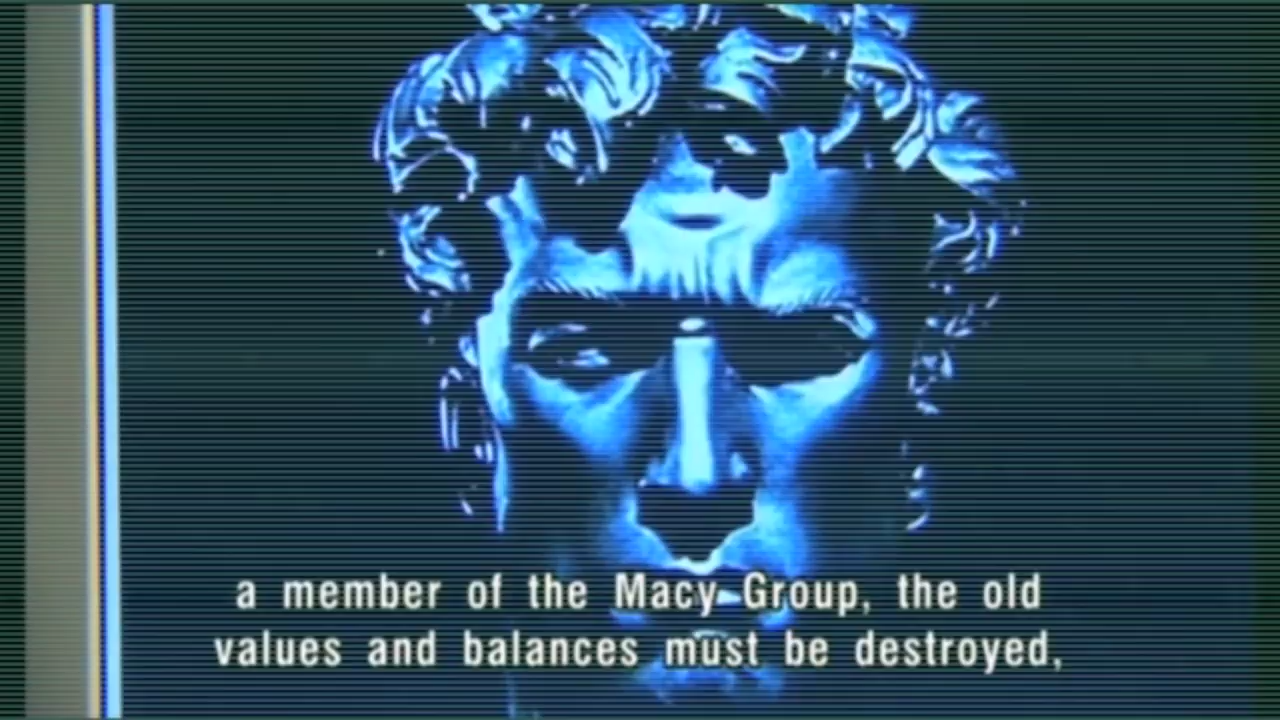 a member of the Macy Group, the old
values and balances must be destroyed,